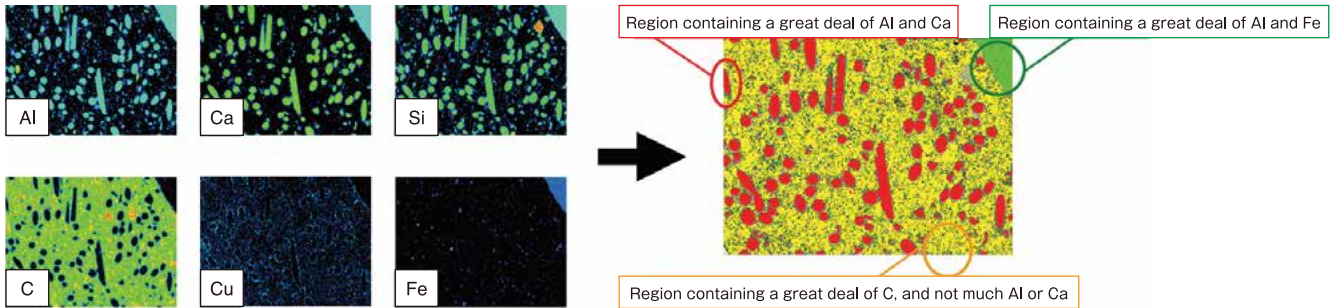 Al
Ca
Si
C
Cu
Fe
Region containing a great deal of Al and Ca
Region containing a great deal of Al and Fe
Region containing a great deal of C, and not much Al or Ca